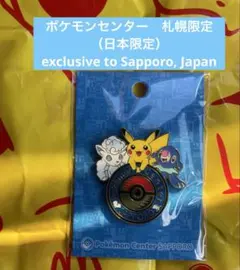 ポケモンセンター　札幌限定
（日本限定）
exclusive to Sapporo, Japan
Pokémon Center SAPPORO